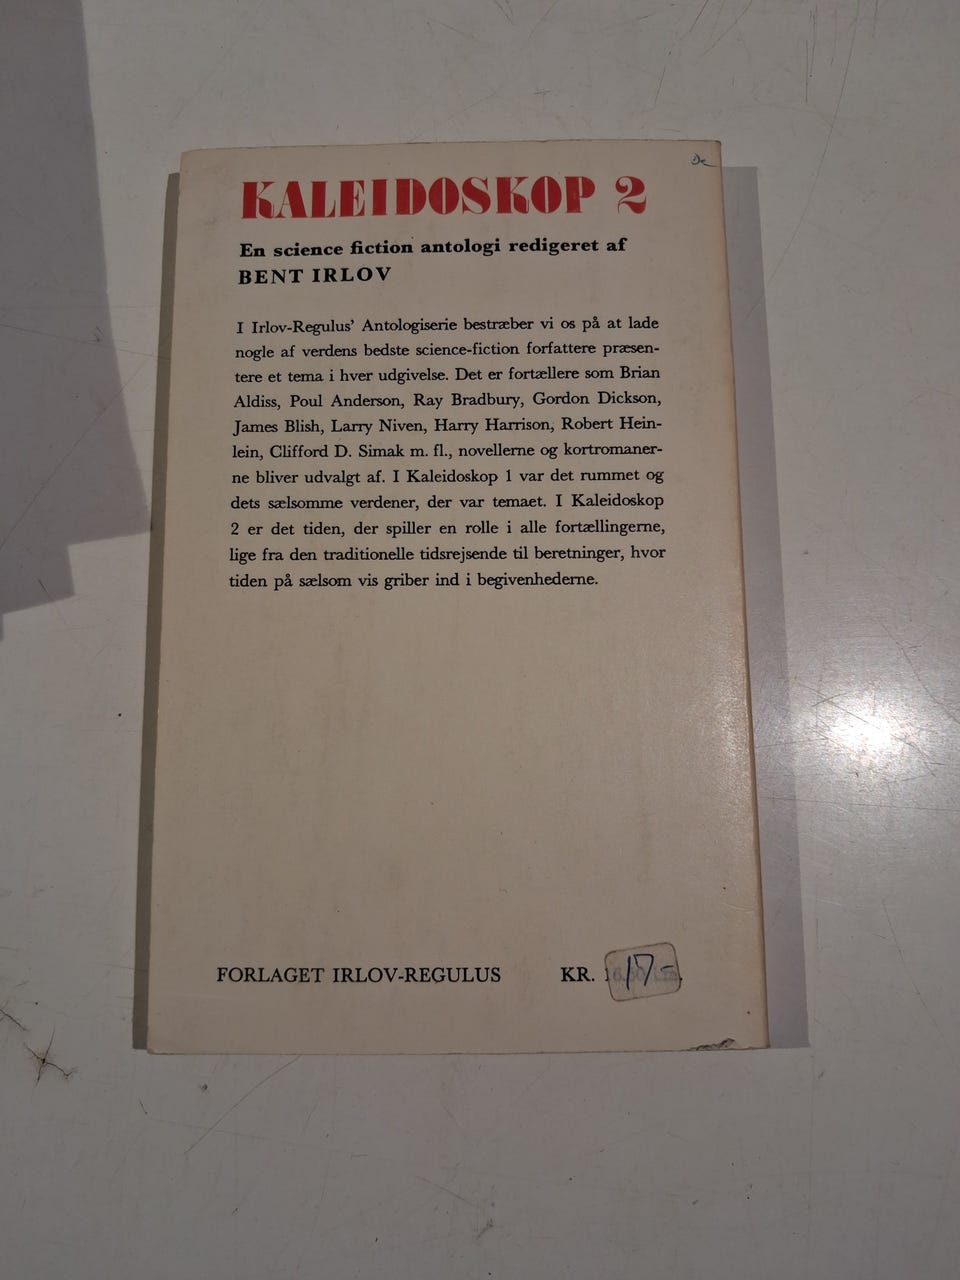 KALEIDOSKOP 2
En science fiction antologi redigeret af
BENT IRLOV
I Irlov-Regulus' Antologiserie bestræber vi os på at lade
nogle af verdens bedste science-fiction forfattere præsen-
tere et tema i hver udgivelse. Det er fortællere som Brian
Aldiss, Poul Anderson, Ray Bradbury, Gordon Dickson,
James Blish, Larry Niven, Harry Harrison, Robert Hein-
lein, Clifford D. Simak m. fl., novellerne og kortromaner-
ne bliver udvalgt af. I Kaleidoskop 1 var det rummet og
dets sælsomme verdener, der var temaet. I Kaleidoskop
2 er det tiden, der spiller en rolle i alle fortællingerne,
lige fra den traditionelle tidsrejsende til beretninger, hvor
tiden på sælsom vis griber ind i begivenhederne.
FORLAGET IRLOV-REGULUS KR. 17-